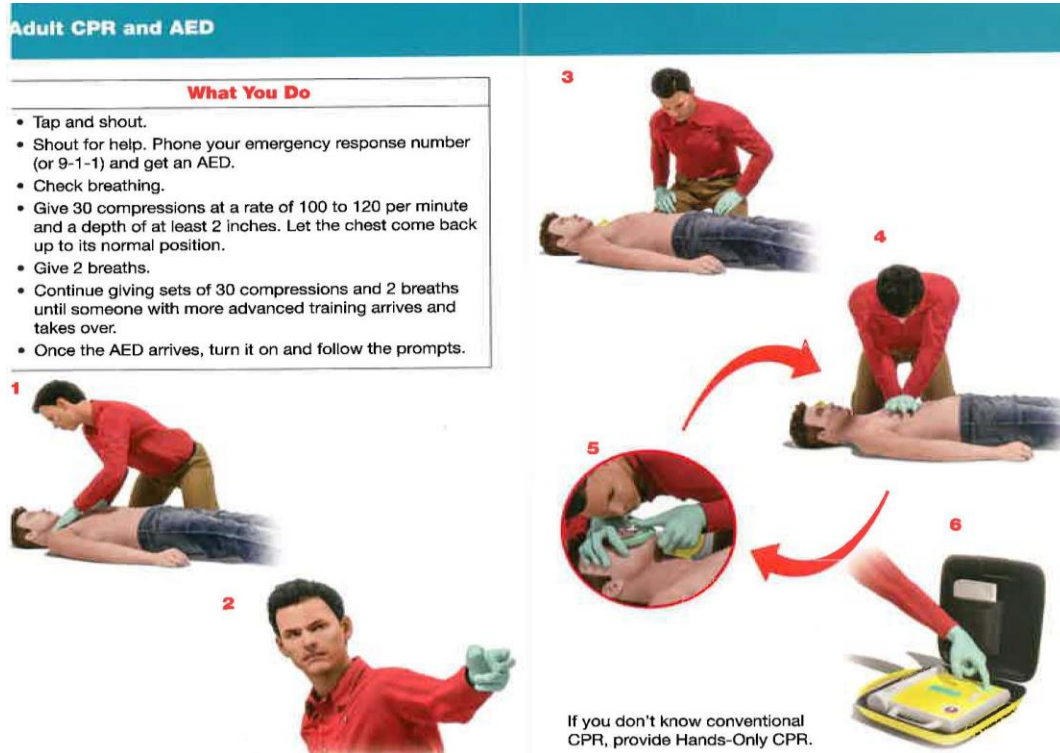 Adult CPR and AED
What You Do
• Tap and shout.
• Shout for help. Phone your emergency response number
(or 9-1-1) and get an AED.
• Check breathing.
• Give 30 compressions at a rate of 100 to 120 per minute
and a depth of at least 2 inches. Let the chest come back
up to its normal position.
• Give 2 breaths.
• Continue giving sets of 30 compressions and 2 breaths
until someone with more advanced training arrives and
takes over.
• Once the AED arrives, turn it on and follow the prompts.
1
2
3
4
5
6
If you don't know conventional
CPR, provide Hands-Only CPR.